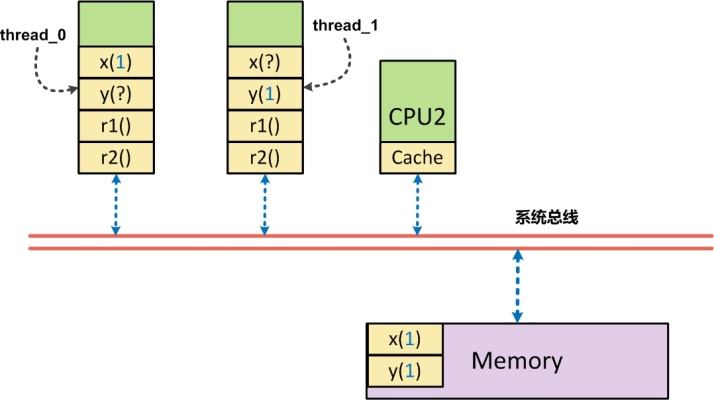 thread_0
x(1)
y(?)
r1()
r2()
thread_1
x(?)
y(1)
r1()
r2()
CPU2
Cache
系统总线
x(1)
y(1)
Memory